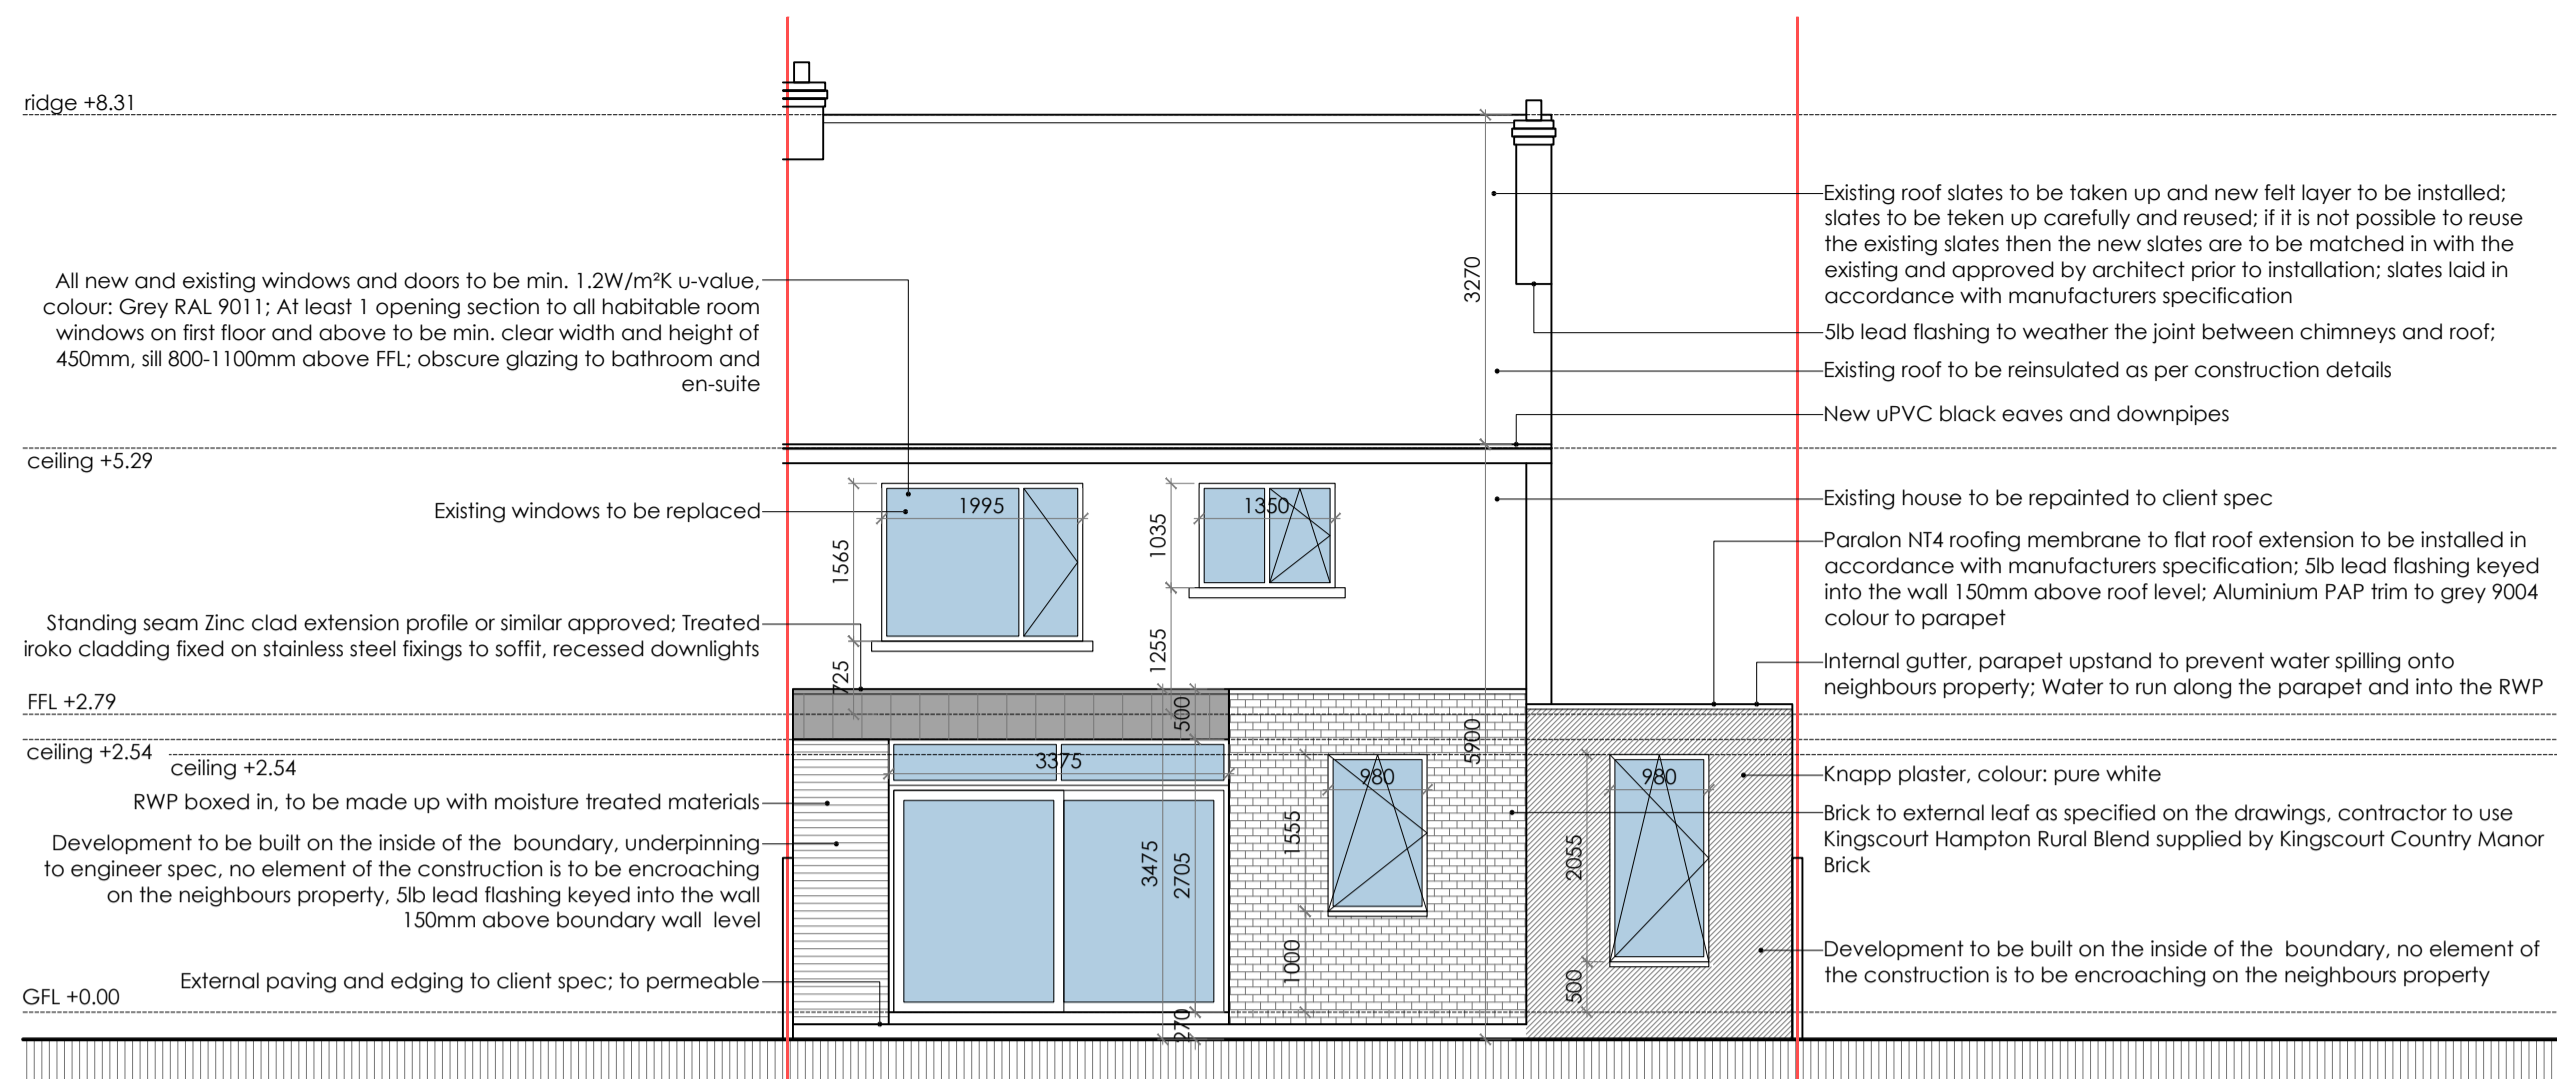 ridge +8.31
All new and existing windows and doors to be min. 1.2W/m²K u-value,
colour: Grey RAL 9011; At least 1 opening section to all habitable room
windows on first floor and above to be min. clear width and height of
450mm, sill 800-1100mm above FFL; obscure glazing to bathroom and
en-suite
ceiling +5.29
Existing windows to be replaced
Standing seam Zinc clad extension profile or similar approved; Treated
iroko cladding fixed on stainless steel fixings to soffit, recessed downlights
FFL +2.79
ceiling +2.54
ceiling +2.54
RWP boxed in, to be made up with moisture treated materials
Development to be built on the inside of the  boundary, underpinning
to engineer spec, no element of the construction is to be encroaching
on the neighbours property, 5lb lead flashing keyed into the wall
150mm above boundary wall  level
External paving and edging to client spec; to permeable
GFL +0.00
3270
1995
1350
1565
1035
725
1255
500
5900
3375
980
980
1555
2055
3475
2705
1000
500
270
Existing roof slates to be taken up and new felt layer to be installed;
slates to be teken up carefully and reused; if it is not possible to reuse
the existing slates then the new slates are to be matched in with the
existing and approved by architect prior to installation; slates laid in
accordance with manufacturers specification
5lb lead flashing to weather the joint between chimneys and roof;
Existing roof to be reinsulated as per construction details
New uPVC black eaves and downpipes
Existing house to be repainted to client spec
Paralon NT4 roofing membrane to flat roof extension to be installed in
accordance with manufacturers specification; 5lb lead flashing keyed
into the wall 150mm above roof level; Aluminium PAP trim to grey 9004
colour to parapet
Internal gutter, parapet upstand to prevent water spilling onto
neighbours property; Water to run along the parapet and into the RWP
Knapp plaster, colour: pure white
Brick to external leaf as specified on the drawings, contractor to use
Kingscourt Hampton Rural Blend supplied by Kingscourt Country Manor
Brick
Development to be built on the inside of the  boundary, no element of
the construction is to be encroaching on the neighbours property